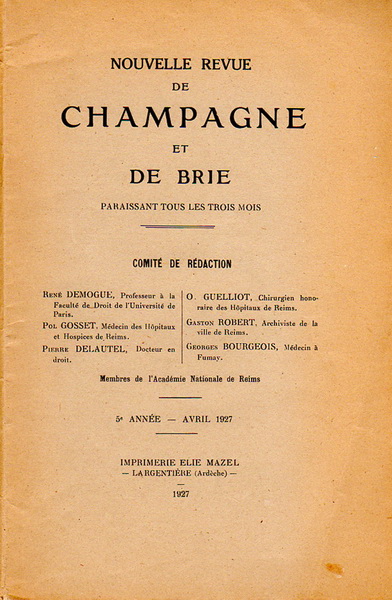 NOUVELLE REVUE
DE
CHAMPAGNE
ET
DE BRIE
PARAISSANT TOUS LES TROIS MOIS
COMITÉ DE RÉDACTION
RENÉ DEMOGUE, Professeur à la
Faculté de Droit de l'Université de
Paris.
POL GOSSET, Médecin des Hôpitaux
et Hospices de Reims.
PIERRE DELAUTEL, Docteur en
droit.
O. GUELLIOT, Chirurgien hono-
raire des Hôpitaux de Reims.
GASTON ROBERT, Archiviste de la
ville de Reims.
GEORGES BOURGEOIS, Médecin à
Fumay.
Membres de l'Académie Nationale de Reims
5e ANNÉE — AVRIL 1927
IMPRIMERIE ELIE MAZEL
— LARGENTIÈRE (Ardèche) —
1927